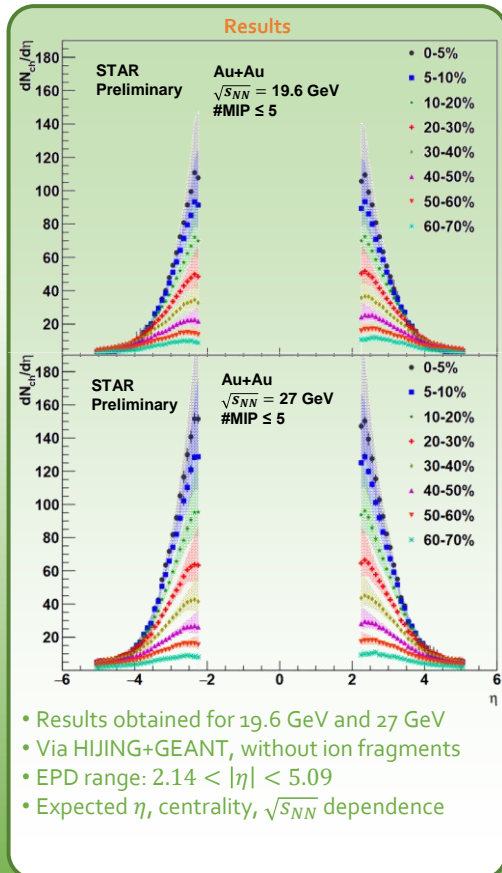 Results
dN_ch/dη
STAR
Preliminary
Au+Au
√s_NN = 19.6 GeV
#MIP ≤ 5
0-5%
5-10%
10-20%
20-30%
30-40%
40-50%
50-60%
60-70%
180
160
140
120
100
80
60
40
20
dN_ch/dη
STAR
Preliminary
Au+Au
√s_NN = 27 GeV
#MIP ≤ 5
0-5%
5-10%
10-20%
20-30%
30-40%
40-50%
50-60%
60-70%
180
160
140
120
100
80
60
40
20
−6 −4 −2 0 2 4 6
η
• Results obtained for 19.6 GeV and 27 GeV
• Via HIJING+GEANT, without ion fragments
• EPD range: 2.14 < |η| < 5.09
• Expected η, centrality, √s_NN dependence